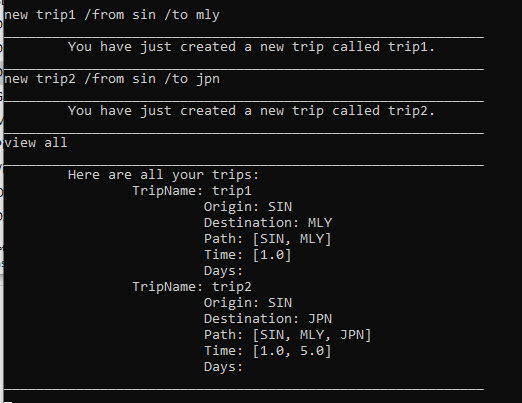 new trip1 /from sin /to mly
You have just created a new trip called trip1.
new trip2 /from sin /to jpn
You have just created a new trip called trip2.
view all
Here are all your trips:
TripName: trip1
Origin: SIN
Destination: MLY
Path: [SIN, MLY]
Time: [1.0]
Days:
TripName: trip2
Origin: SIN
Destination: JPN
Path: [SIN, MLY, JPN]
Time: [1.0, 5.0]
Days: